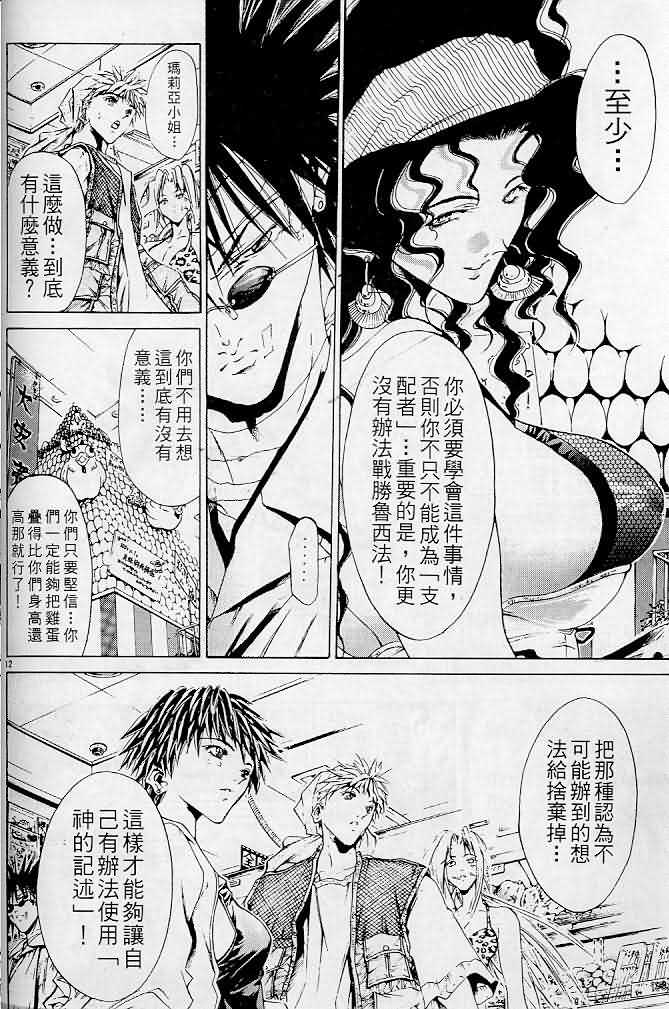 …至少…
你必須要學會這件事情，
否則你不只不能成為「支
配者」…重要的是，你更
沒有辦法戰勝魯西法！
……
瑪莉亞小姐…
這麼做…到底
有什麼意義？
你們不用去想
這到底有沒有
意義……
你們只要堅信…你
們一定能夠把雞蛋
疊得比你們身高還
高那就行了！
12
把那種認為不
可能辦到的想
法給捨棄掉…
這樣才能夠讓自
己有辦法使用「
神的記述」！